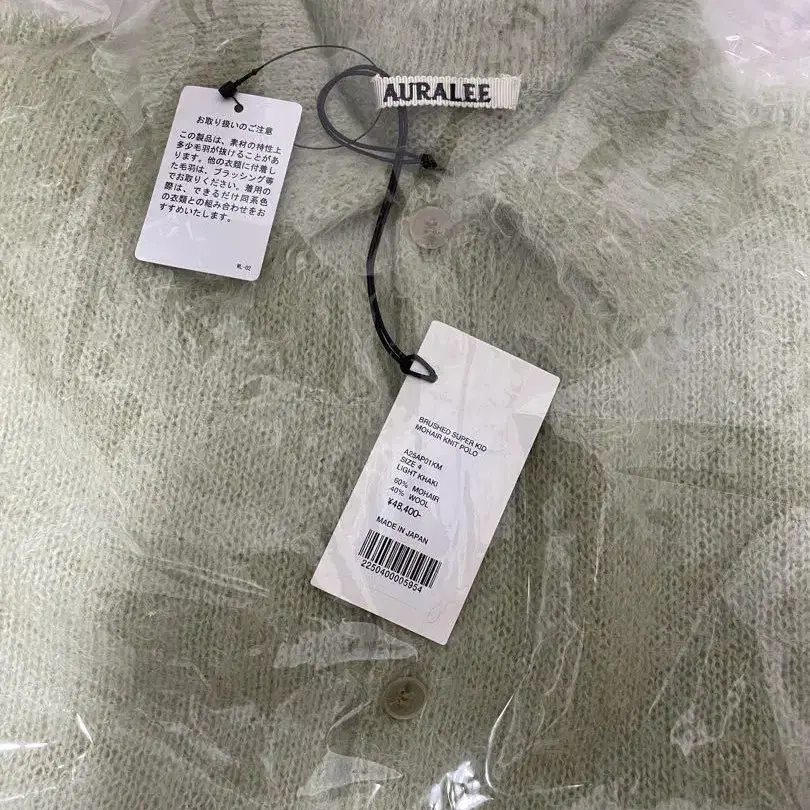 AURALEE
お取り扱いのご注意
この製品は、素材の特性上
多少毛羽が抜けることがあ
ります。他の衣類に付着し
た毛羽は、ブラッシング等
でお取りください。着用の
際は、できるだけ同系色
の衣類との組み合わせをお
すすめいたします。
WL-02
BRUSHED SUPER KID
MOHAIR KNIT POLO
A25AP01KM
SIZE 4
LIGHT KHAKI
60% MOHAIR
40% WOOL
¥48,400-
MADE IN JAPAN
2250400005954